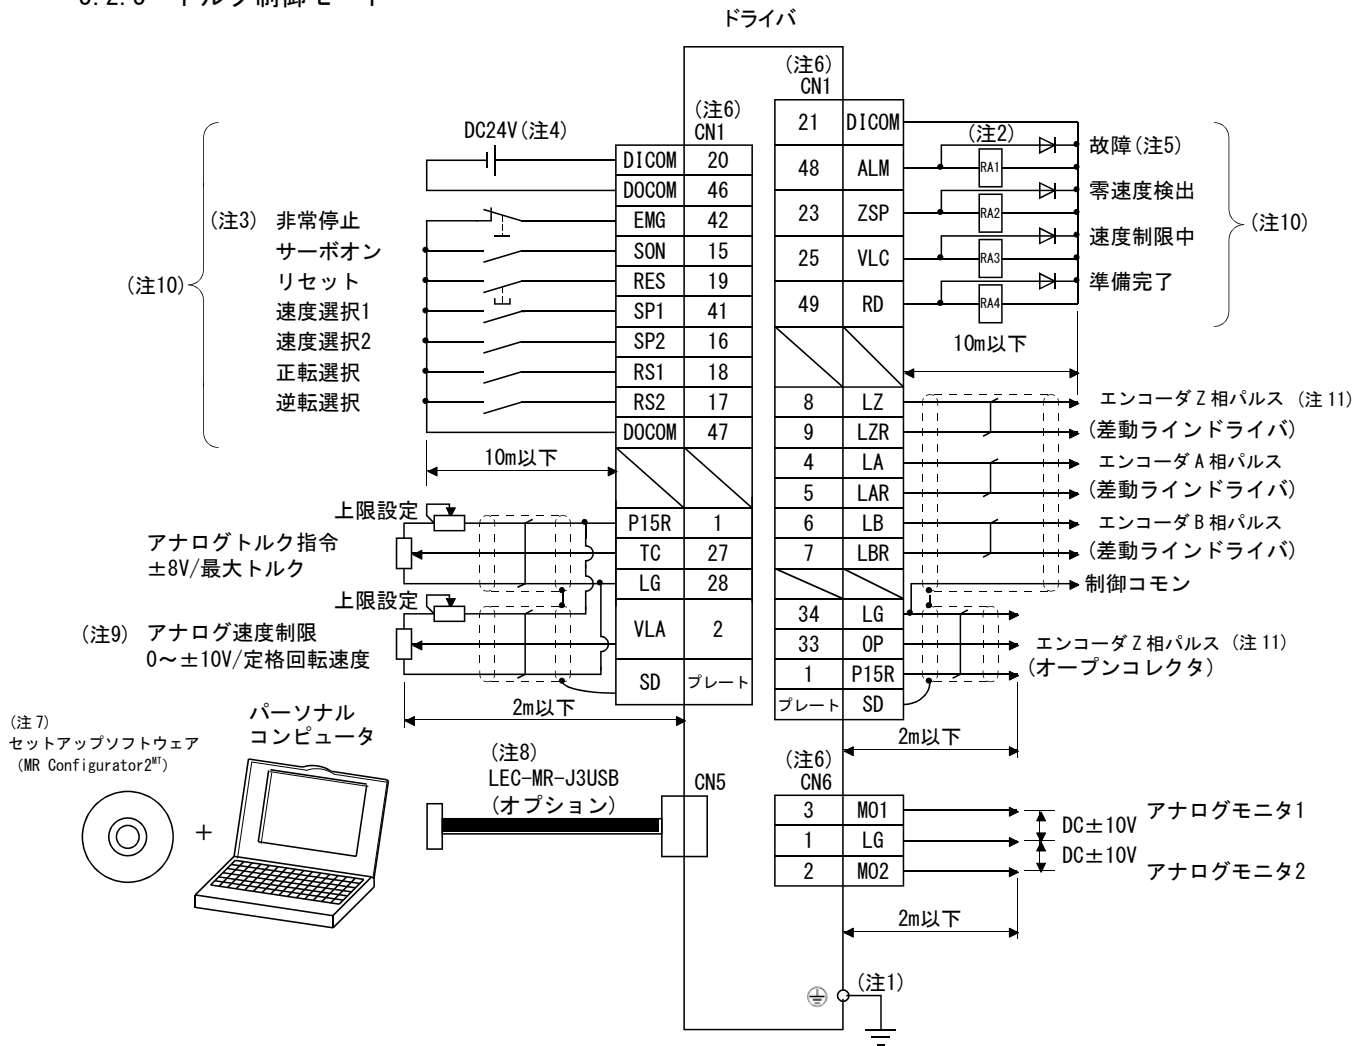 ドライバ
DC24V(注4)
(注10)
(注3) 非常停止
サーボオン
リセット
速度選択1
速度選択2
正転選択
逆転選択
10m以下
(注6)
CN1
DICOM 20
DOCOM 46
EMG 42
SON 15
RES 19
SP1 41
SP2 16
RS1 18
RS2 17
DOCOM 47
P15R 1
TC 27
LG 28
VLA 2
SD プレート
上限設定
アナログトルク指令
±8V/最大トルク
上限設定
(注9) アナログ速度制限
0～±10V/定格回転速度
2m以下
(注6)
CN1
21 DICOM
48 ALM
23 ZSP
25 VLC
49 RD
8 LZ
9 LZR
4 LA
5 LAR
6 LB
7 LBR
34 LG
33 OP
1 P15R
プレート SD
(注2)
RA1
RA2
RA3
RA4
故障(注5)
零速度検出
速度制限中
準備完了
(注10)
10m以下
エンコーダZ相パルス (注11)
(差動ラインドライバ)
エンコーダA相パルス
(差動ラインドライバ)
エンコーダB相パルス
(差動ラインドライバ)
制御コモン
エンコーダZ相パルス (注11)
(オープンコレクタ)
2m以下
(注7)
セットアップソフトウェア
(MR Configurator2MT)
+
パーソナル
コンピュータ
(注8)
LEC-MR-J3USB
(オプション)
CN5
(注6)
CN6
3 MO1
1 LG
2 MO2
DC±10V
DC±10V
アナログモニタ1
アナログモニタ2
2m以下
(注1)